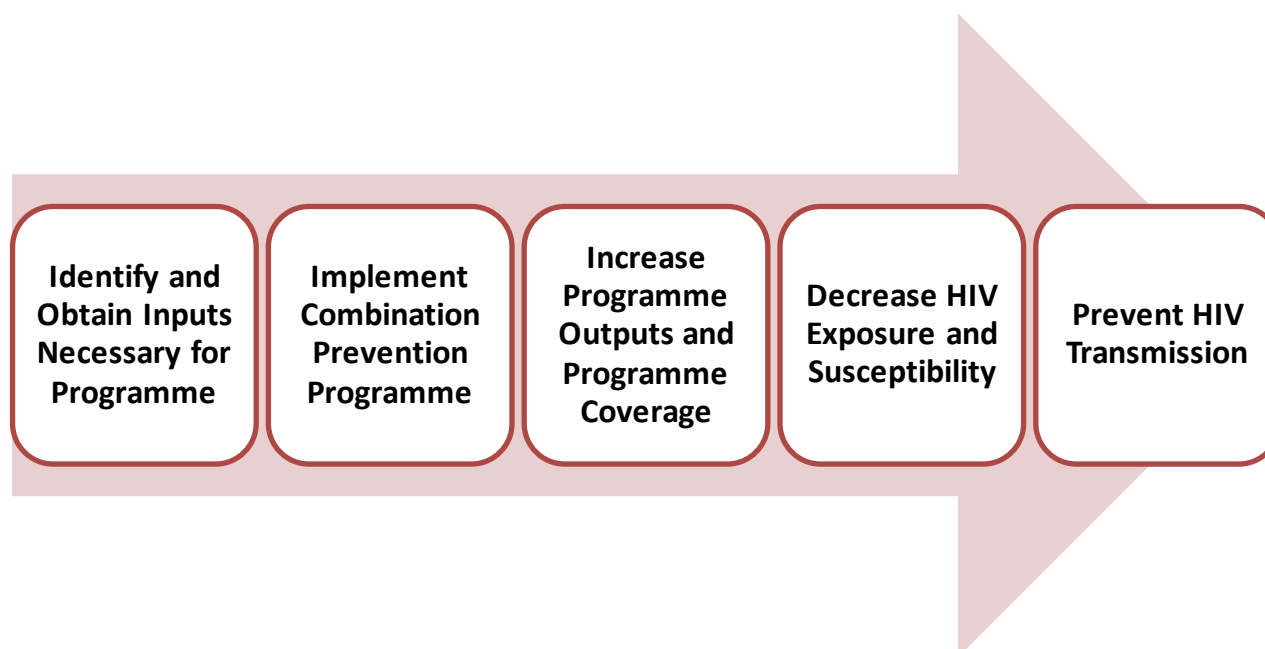 Identify and
Obtain Inputs
Necessary for
Programme
Implement
Combination
Prevention
Programme
Increase
Programme
Outputs and
Programme
Coverage
Decrease HIV
Exposure and
Susceptibility
Prevent HIV
Transmission